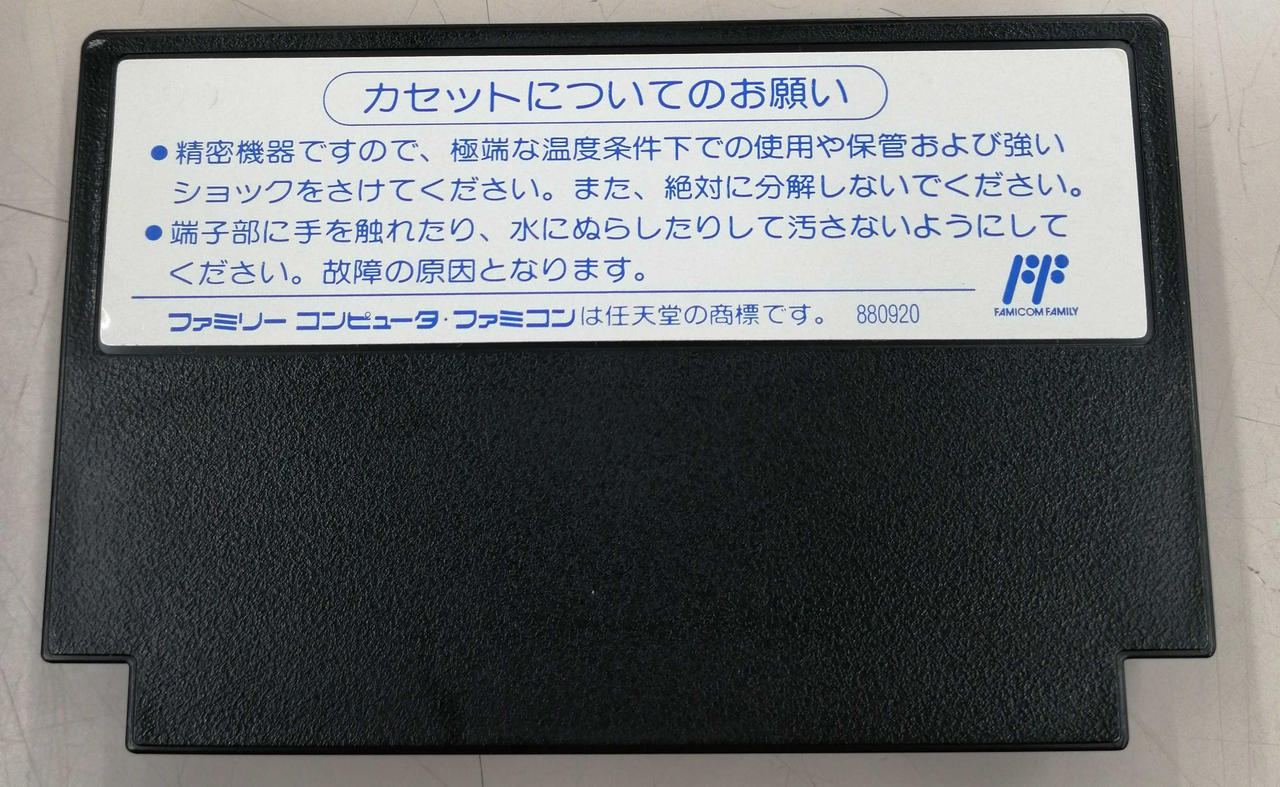 カセットについてのお願い
●精密機器ですので、極端な温度条件下での使用や保管および強い
ショックをさけてください。また、絶対に分解しないでください。
●端子部に手を触れたり、水にぬらしたりして汚さないようにして
ください。故障の原因となります。
ファミリー コンピュータ・ファミコンは任天堂の商標です。 880920
FF
FAMICOM FAMILY